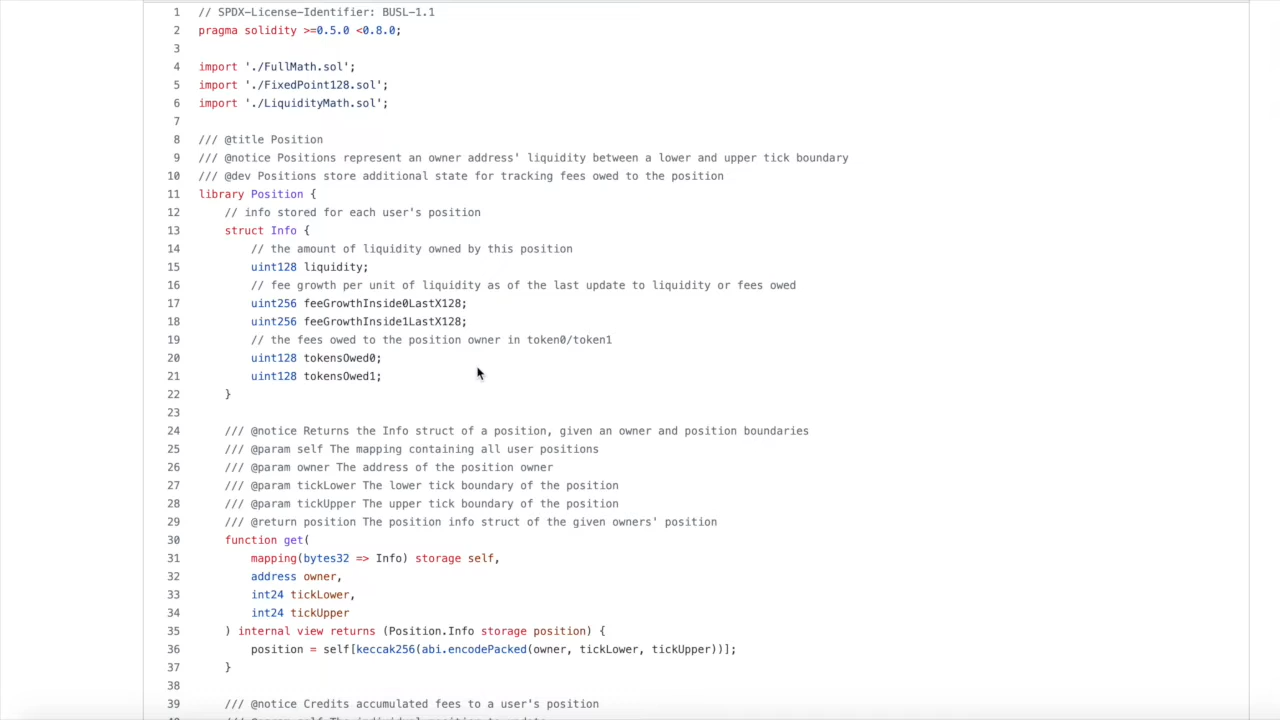 1 // SPDX-License-Identifier: BUSL-1.1
2 pragma solidity >=0.5.0 <0.8.0;
3
4 import './FullMath.sol';
5 import './FixedPoint128.sol';
6 import './LiquidityMath.sol';
7
8 /// @title Position
9 /// @notice Positions represent an owner address' liquidity between a lower and upper tick boundary
10 /// @dev Positions store additional state for tracking fees owed to the position
11 library Position {
12 // info stored for each user's position
13 struct Info {
14 // the amount of liquidity owned by this position
15 uint128 liquidity;
16 // fee growth per unit of liquidity as of the last update to liquidity or fees owed
17 uint256 feeGrowthInside0LastX128;
18 uint256 feeGrowthInside1LastX128;
19 // the fees owed to the position owner in token0/token1
20 uint128 tokensOwed0;
21 uint128 tokensOwed1;
22 }
23
24 /// @notice Returns the Info struct of a position, given an owner and position boundaries
25 /// @param self The mapping containing all user positions
26 /// @param owner The address of the position owner
27 /// @param tickLower The lower tick boundary of the position
28 /// @param tickUpper The upper tick boundary of the position
29 /// @return position The position info struct of the given owners' position
30 function get(
31 mapping(bytes32 => Info) storage self,
32 address owner,
33 int24 tickLower,
34 int24 tickUpper
35 ) internal view returns (Position.Info storage position) {
36 position = self[keccak256(abi.encodePacked(owner, tickLower, tickUpper))];
37 }
38
39 /// @notice Credits accumulated fees to a user's position